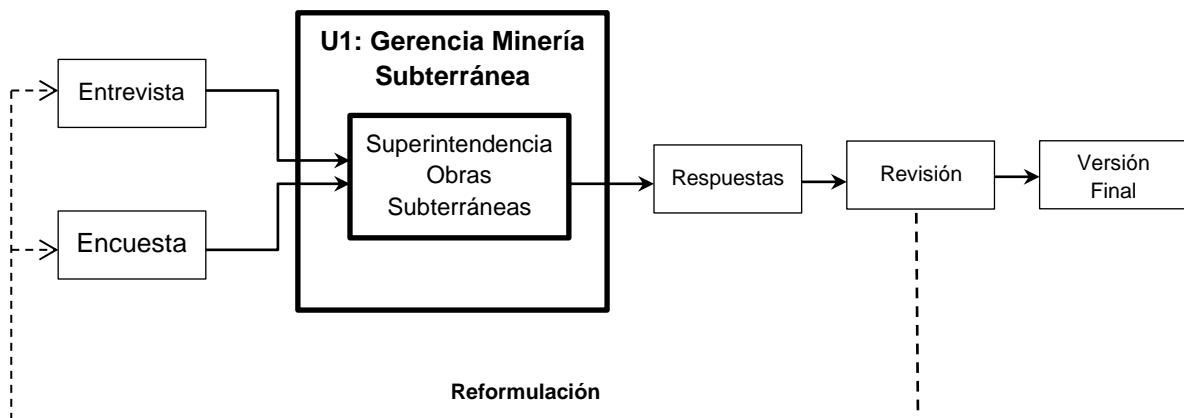 U1: Gerencia Minería
Subterránea
Entrevista
Superintendencia
Obras
Subterráneas
Respuestas
Revisión
Versión
Final
Encuesta
Reformulación